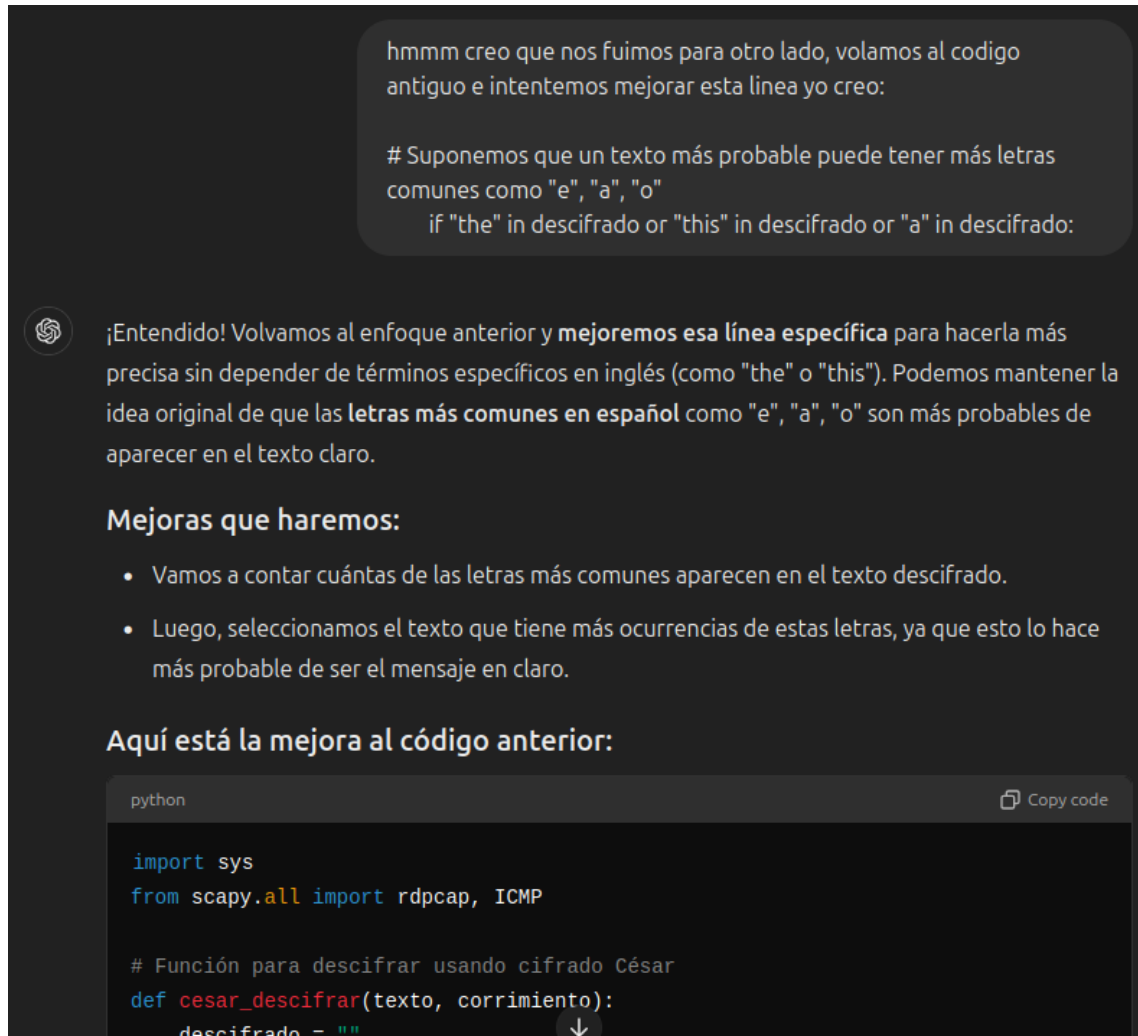 hmmm creo que nos fuimos para otro lado, volamos al codigo
antiguo e intentemos mejorar esta linea yo creo:
# Suponemos que un texto más probable puede tener más letras
comunes como "e", "a", "o"
if "the" in descifrado or "this" in descifrado or "a" in descifrado:
¡Entendido! Volvamos al enfoque anterior y mejoremos esa línea específica para hacerla más
precisa sin depender de términos específicos en inglés (como "the" o "this"). Podemos mantener la
idea original de que las letras más comunes en español como "e", "a", "o" son más probables de
aparecer en el texto claro.
Mejoras que haremos:
• Vamos a contar cuántas de las letras más comunes aparecen en el texto descifrado.
• Luego, seleccionamos el texto que tiene más ocurrencias de estas letras, ya que esto lo hace
más probable de ser el mensaje en claro.
Aquí está la mejora al código anterior:
python Copy code
import sys
from scapy.all import rdpcap, ICMP
# Función para descifrar usando cifrado César
def cesar_descifrar(texto, corrimiento):
descifrado = ""